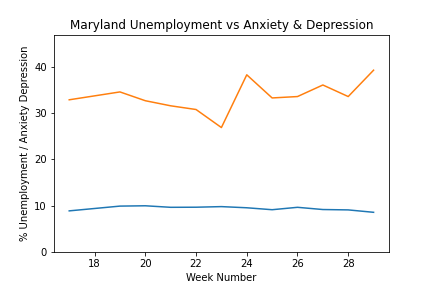 Maryland Unemployment vs Anxiety & Depression
% Unemployment / Anxiety Depression
40
30
20
10
0
18 20 22 24 26 28
Week Number